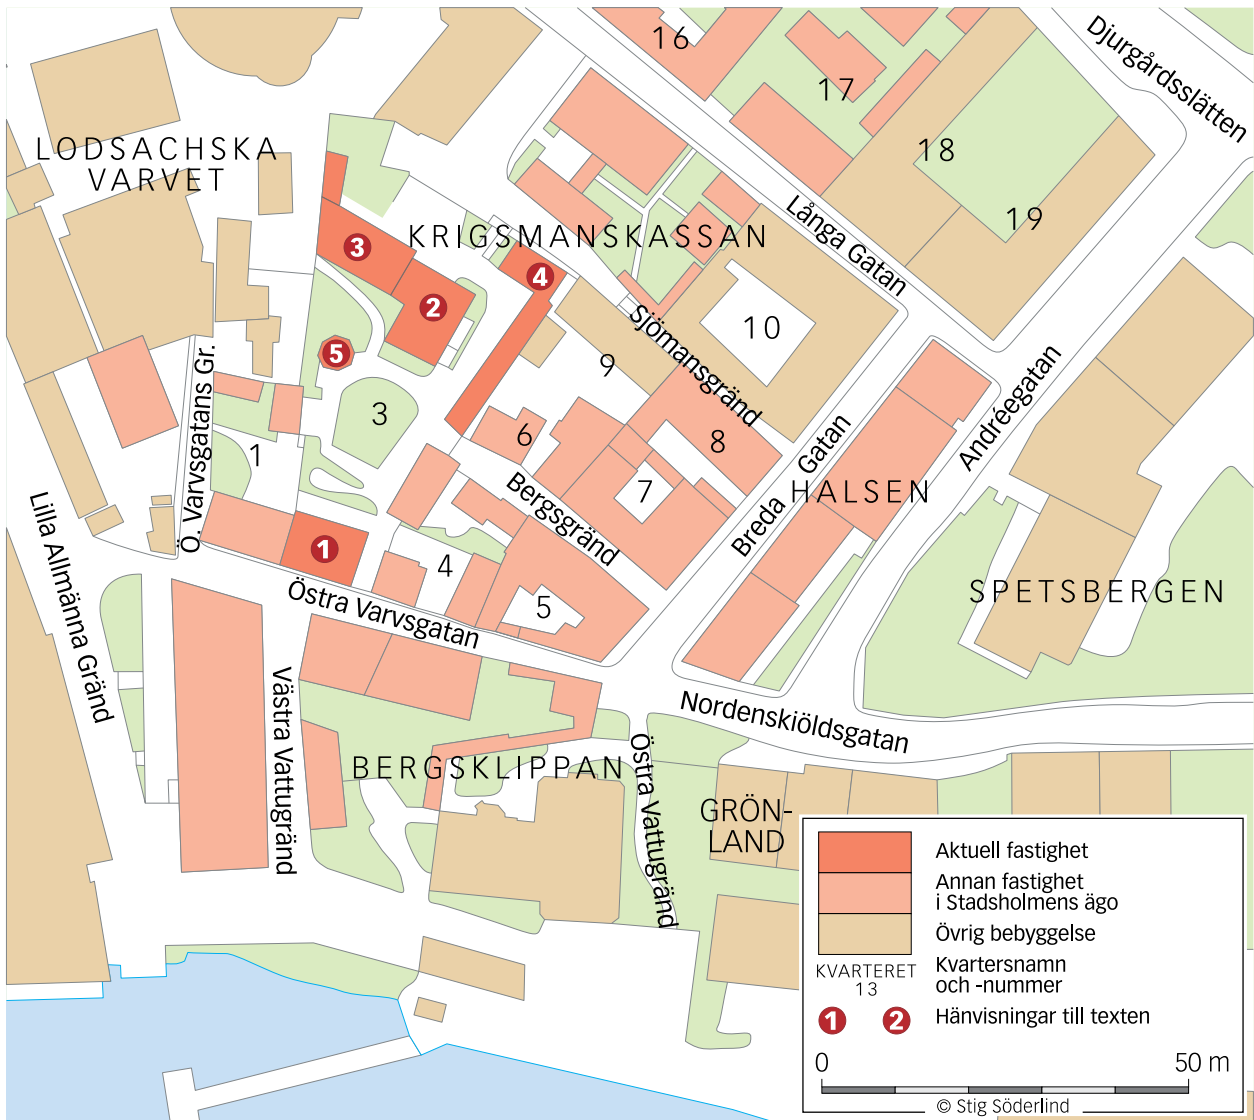 16
Djurgårdsslätten
17
LODSACHSKA
VARVET
18
19
Långa Gatan
KRIGSMANSKASSAN
3
4
2
Sjömansgränd
10
5
9
Ö. Varvsgatans Gr.
3
Andréegatan
1
6
8
Bergsgränd
7
Breda Gatan
HALSEN
Lilla Allmänna Gränd
1
4
5
SPETSBERGEN
Östra Varvsgatan
Västra Vattugränd
Nordenskiöldsgatan
BERGSKLIPPAN
Östra Vattugränd
GRÖN-
LAND
Aktuell fastighet
Annan fastighet
i Stadsholmens ägo
Övrig bebyggelse
KVARTERET
13
Kvartersnamn
och -nummer
1 2 Hänvisningar till texten
0 50 m
© Stig Söderlind